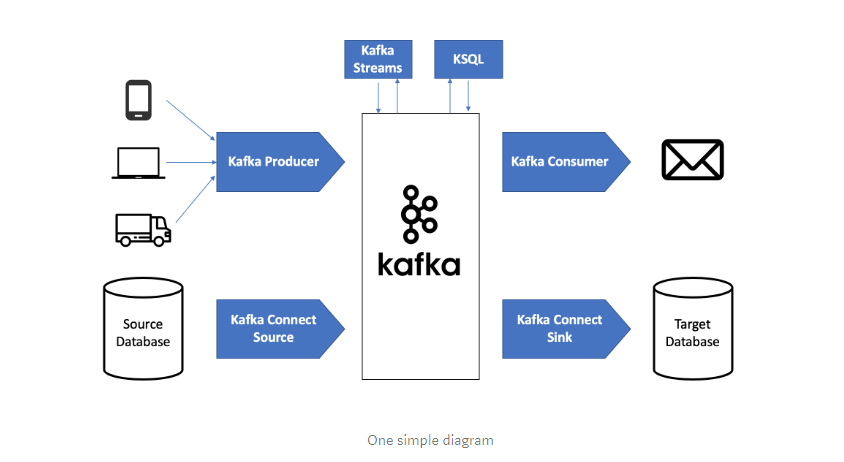 Kafka
Streams
KSQL
Kafka Producer
Kafka Consumer
kafka
Source
Database
Kafka Connect
Source
Kafka Connect
Sink
Target
Database
One simple diagram